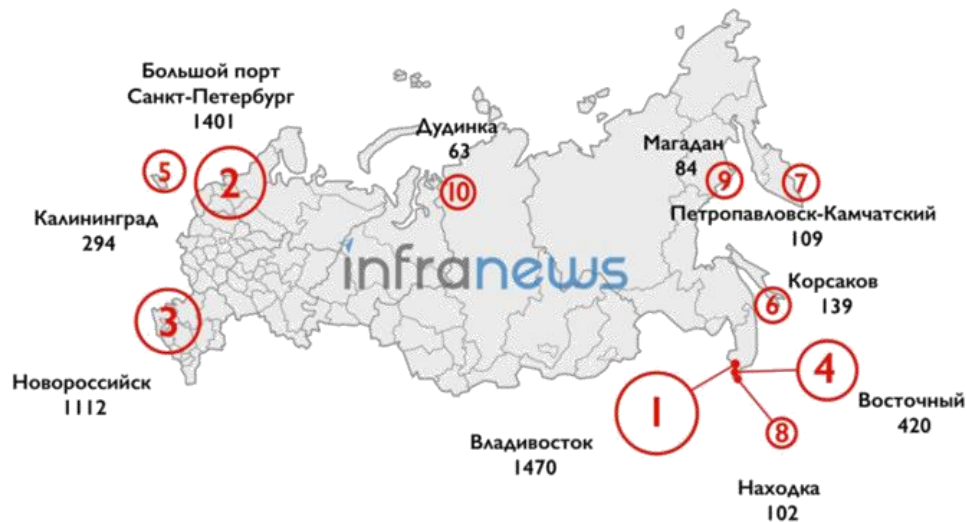 Большой порт
Санкт-Петербург
1401
Дудинка
63
Магадан
84
5
2
10
9
7
Калининград
294
Петропавловск-Камчатский
109
infranews
Корсаков
139
6
3
Новороссийск
1112
1
4
Восточный
420
8
Владивосток
1470
Находка
102